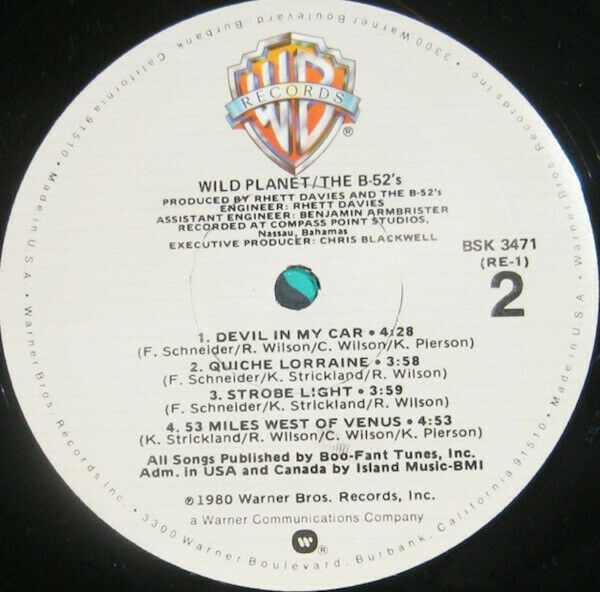 WB
RECORDS
®
WILD PLANET/THE B-52's
PRODUCED BY RHETT DAVIES AND THE B-52's
ENGINEER: RHETT DAVIES
ASSISTANT ENGINEER: BENJAMIN ARMBRISTER
RECORDED AT COMPASS POINT STUDIOS,
Nassau, Bahamas
EXECUTIVE PRODUCER: CHRIS BLACKWELL
BSK 3471
(RE-1)
2
1. DEVIL IN MY CAR • 4:28
(F. Schneider/R. Wilson/C. Wilson/K. Pierson)
2. QUICHE LORRAINE • 3:58
(F. Schneider/K. Strickland/R. Wilson)
3. STROBE LIGHT • 3:59
(F. Schneider/K. Strickland/R. Wilson)
4. 53 MILES WEST OF VENUS • 4:53
(K. Strickland/R. Wilson/C. Wilson/K. Pierson)
All Songs Published by Boo-Fant Tunes, Inc.
Adm. in USA and Canada by Island Music-BMI
℗1980 Warner Bros. Records, Inc.
a Warner Communications Company
W®
Warner Bros. Records Inc. • 3300 Warner Boulevard, Burbank, California 91510 • Made in U.S.A. •
Warner Bros. Records Inc. • 3300 Warner Boulevard, Burbank, California 91510 • Made in U.S.A. •